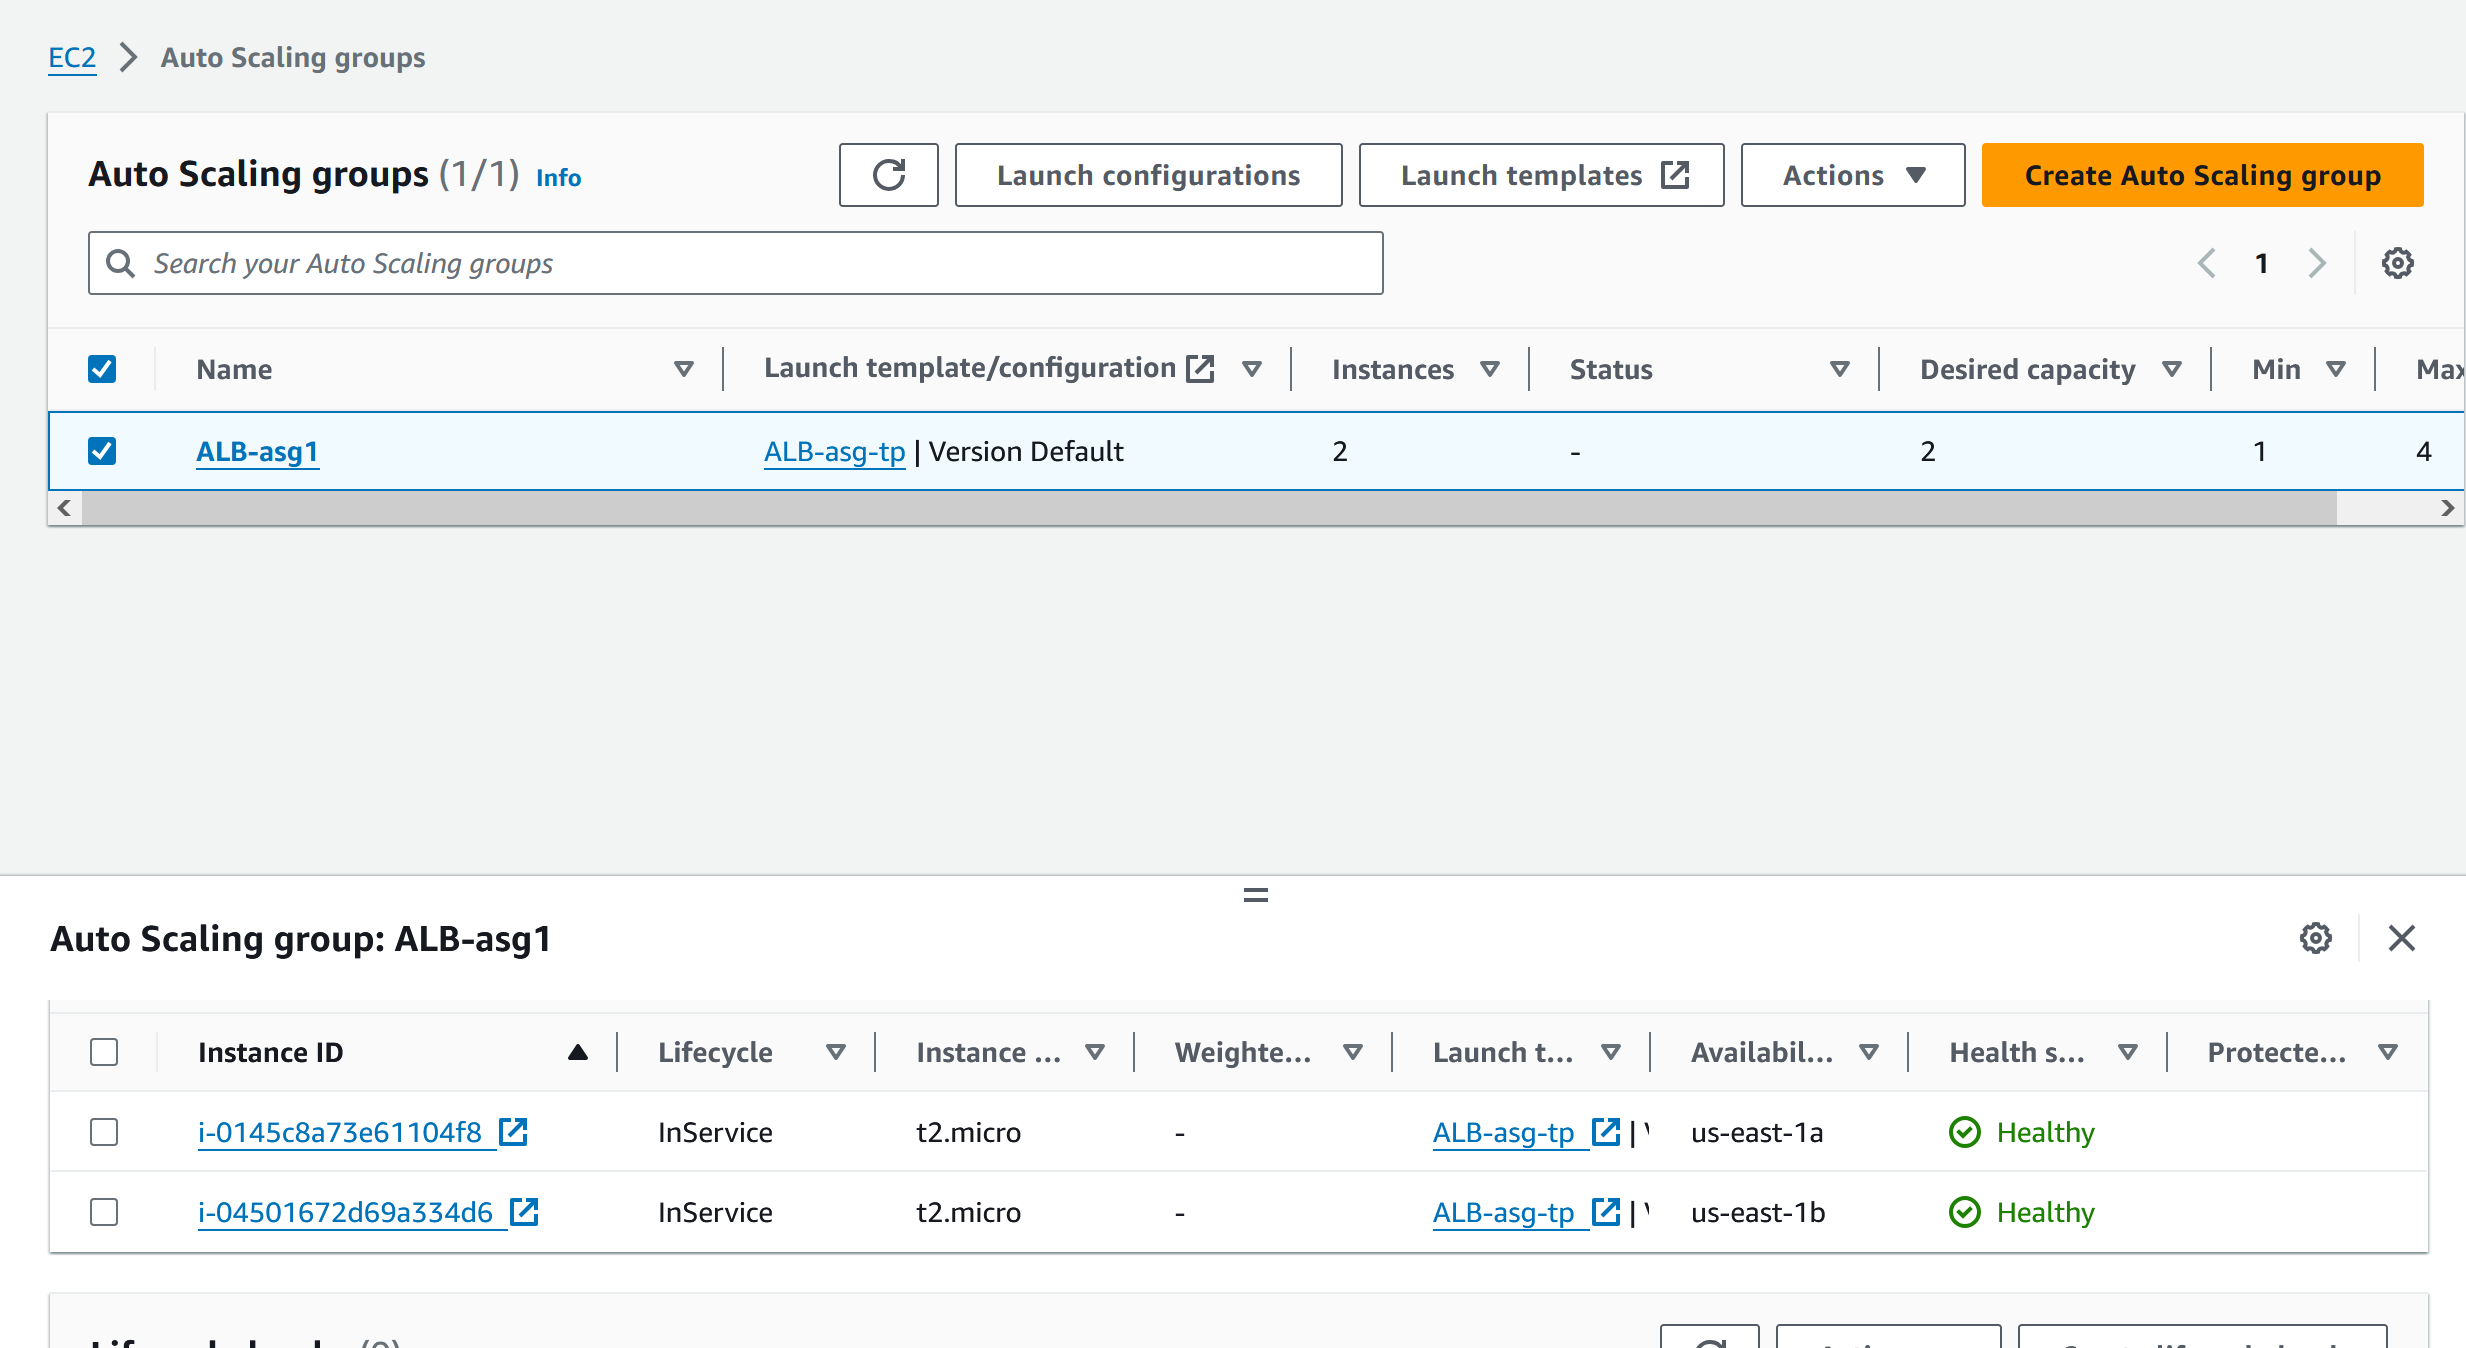 EC2 Auto Scaling groups
Auto Scaling groups (1/1) Info
Launch configurations
Launch templates
Actions
Create Auto Scaling group
Search your Auto Scaling groups
1
Name Launch template/configuration Instances Status Desired capacity Min Max
ALB-asg1 ALB-asg-tp | Version Default 2 - 2 1 4
Auto Scaling group: ALB-asg1
Instance ID Lifecycle Instance ... Weighte... Launch t... Availabil... Health s... Protecte...
i-0145c8a73e61104f8 InService t2.micro - ALB-asg-tp | us-east-1a Healthy
i-04501672d69a334d6 InService t2.micro - ALB-asg-tp | us-east-1b Healthy